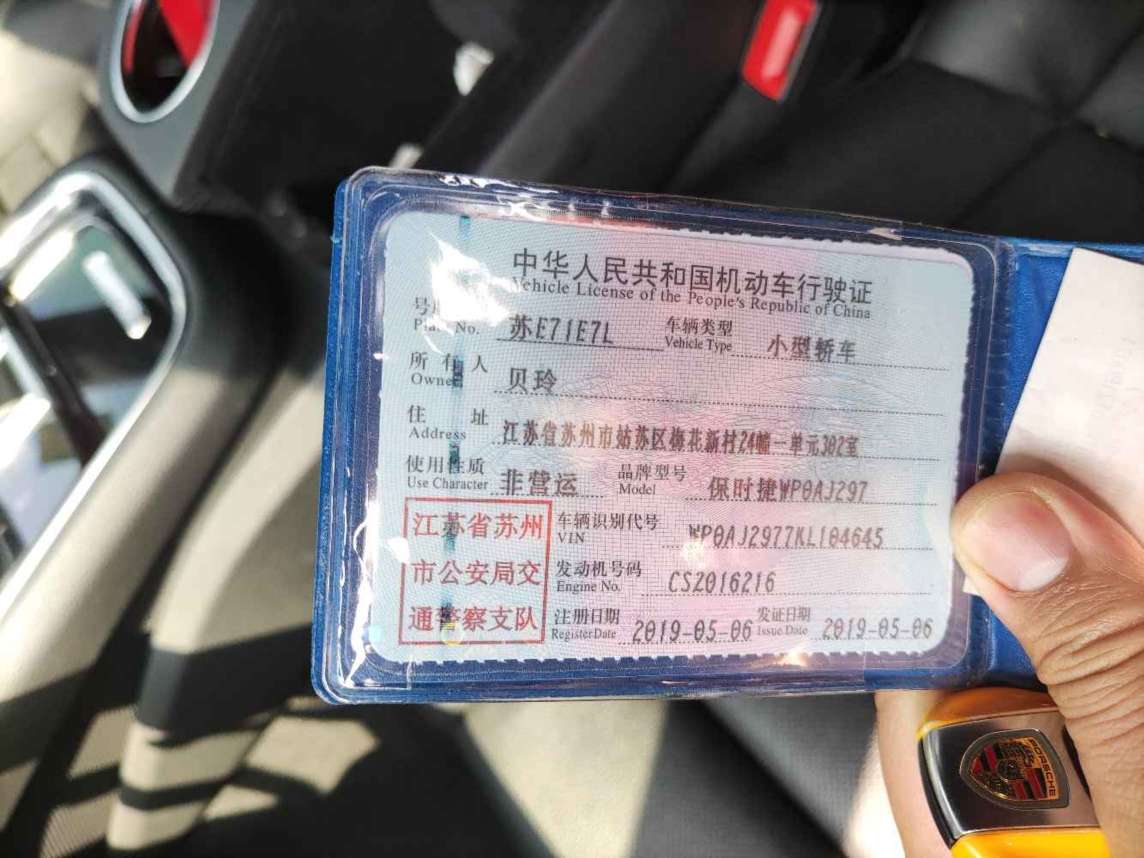 中华人民共和国机动车行驶证
Vehicle License of the People's Republic of China
Plate No. 苏E71E7L 车辆类型 Vehicle Type 小型轿车
所有人 Owner 贝玲
住址 Address 江苏省苏州市姑苏区梅花新村24幢一单元302室
使用性质 Use Character 非营运 品牌型号 Model 保时捷WP0AJ297
江苏省苏州
市公安局交
通警察支队
车辆识别代号 VIN WP0AJ2977KL104645
发动机号码 Engine No. CS2016216
注册日期 Register Date 2019-05-06 发证日期 Issue Date 2019-05-06
PORSCHE